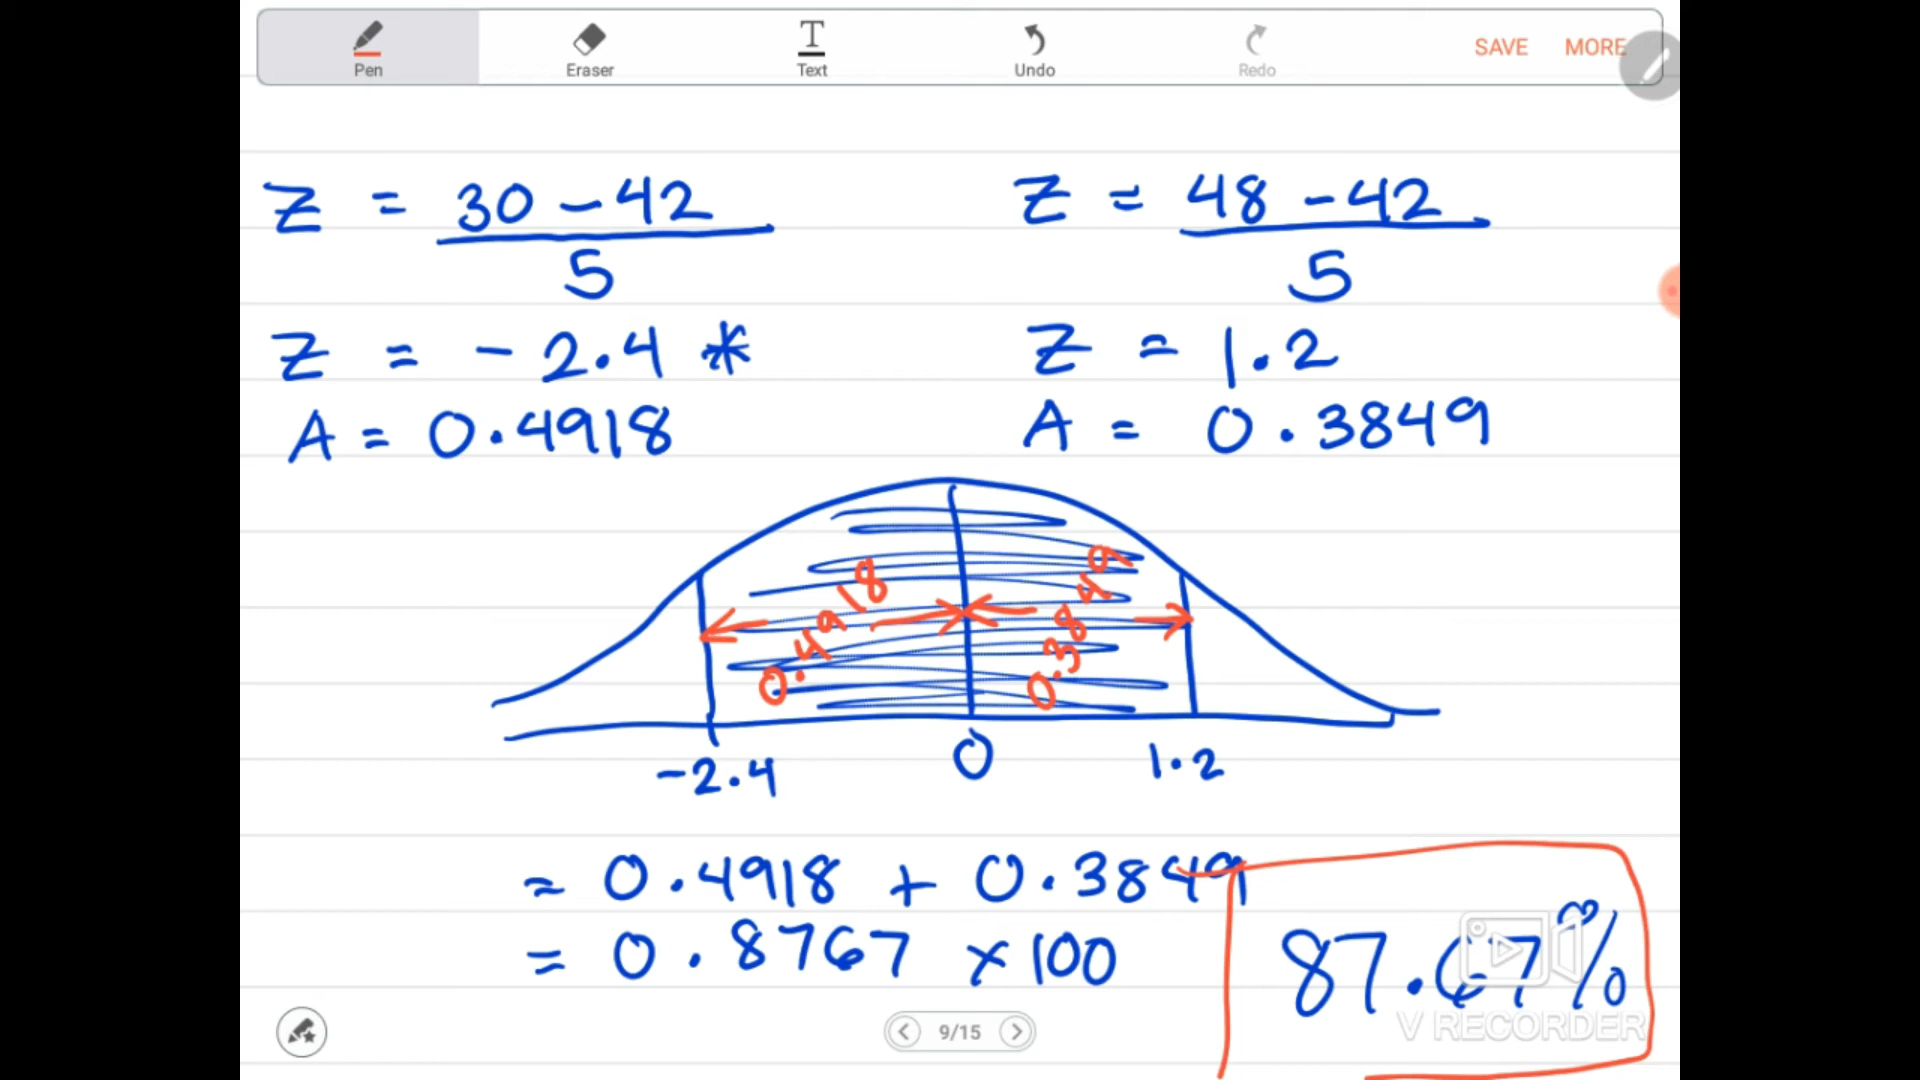 Pen Eraser Text Undo Redo SAVE MORE
Z = 30 - 42 / 5
Z = 48 - 42 / 5
Z = - 2.4 *
Z = 1.2
A = 0.4918
A = 0.3849
0.4918
0.3849
-2.4 0 1.2
= 0.4918 + 0.3849
= 0.8767 x 100
87.67%
V RECORDER
9/15